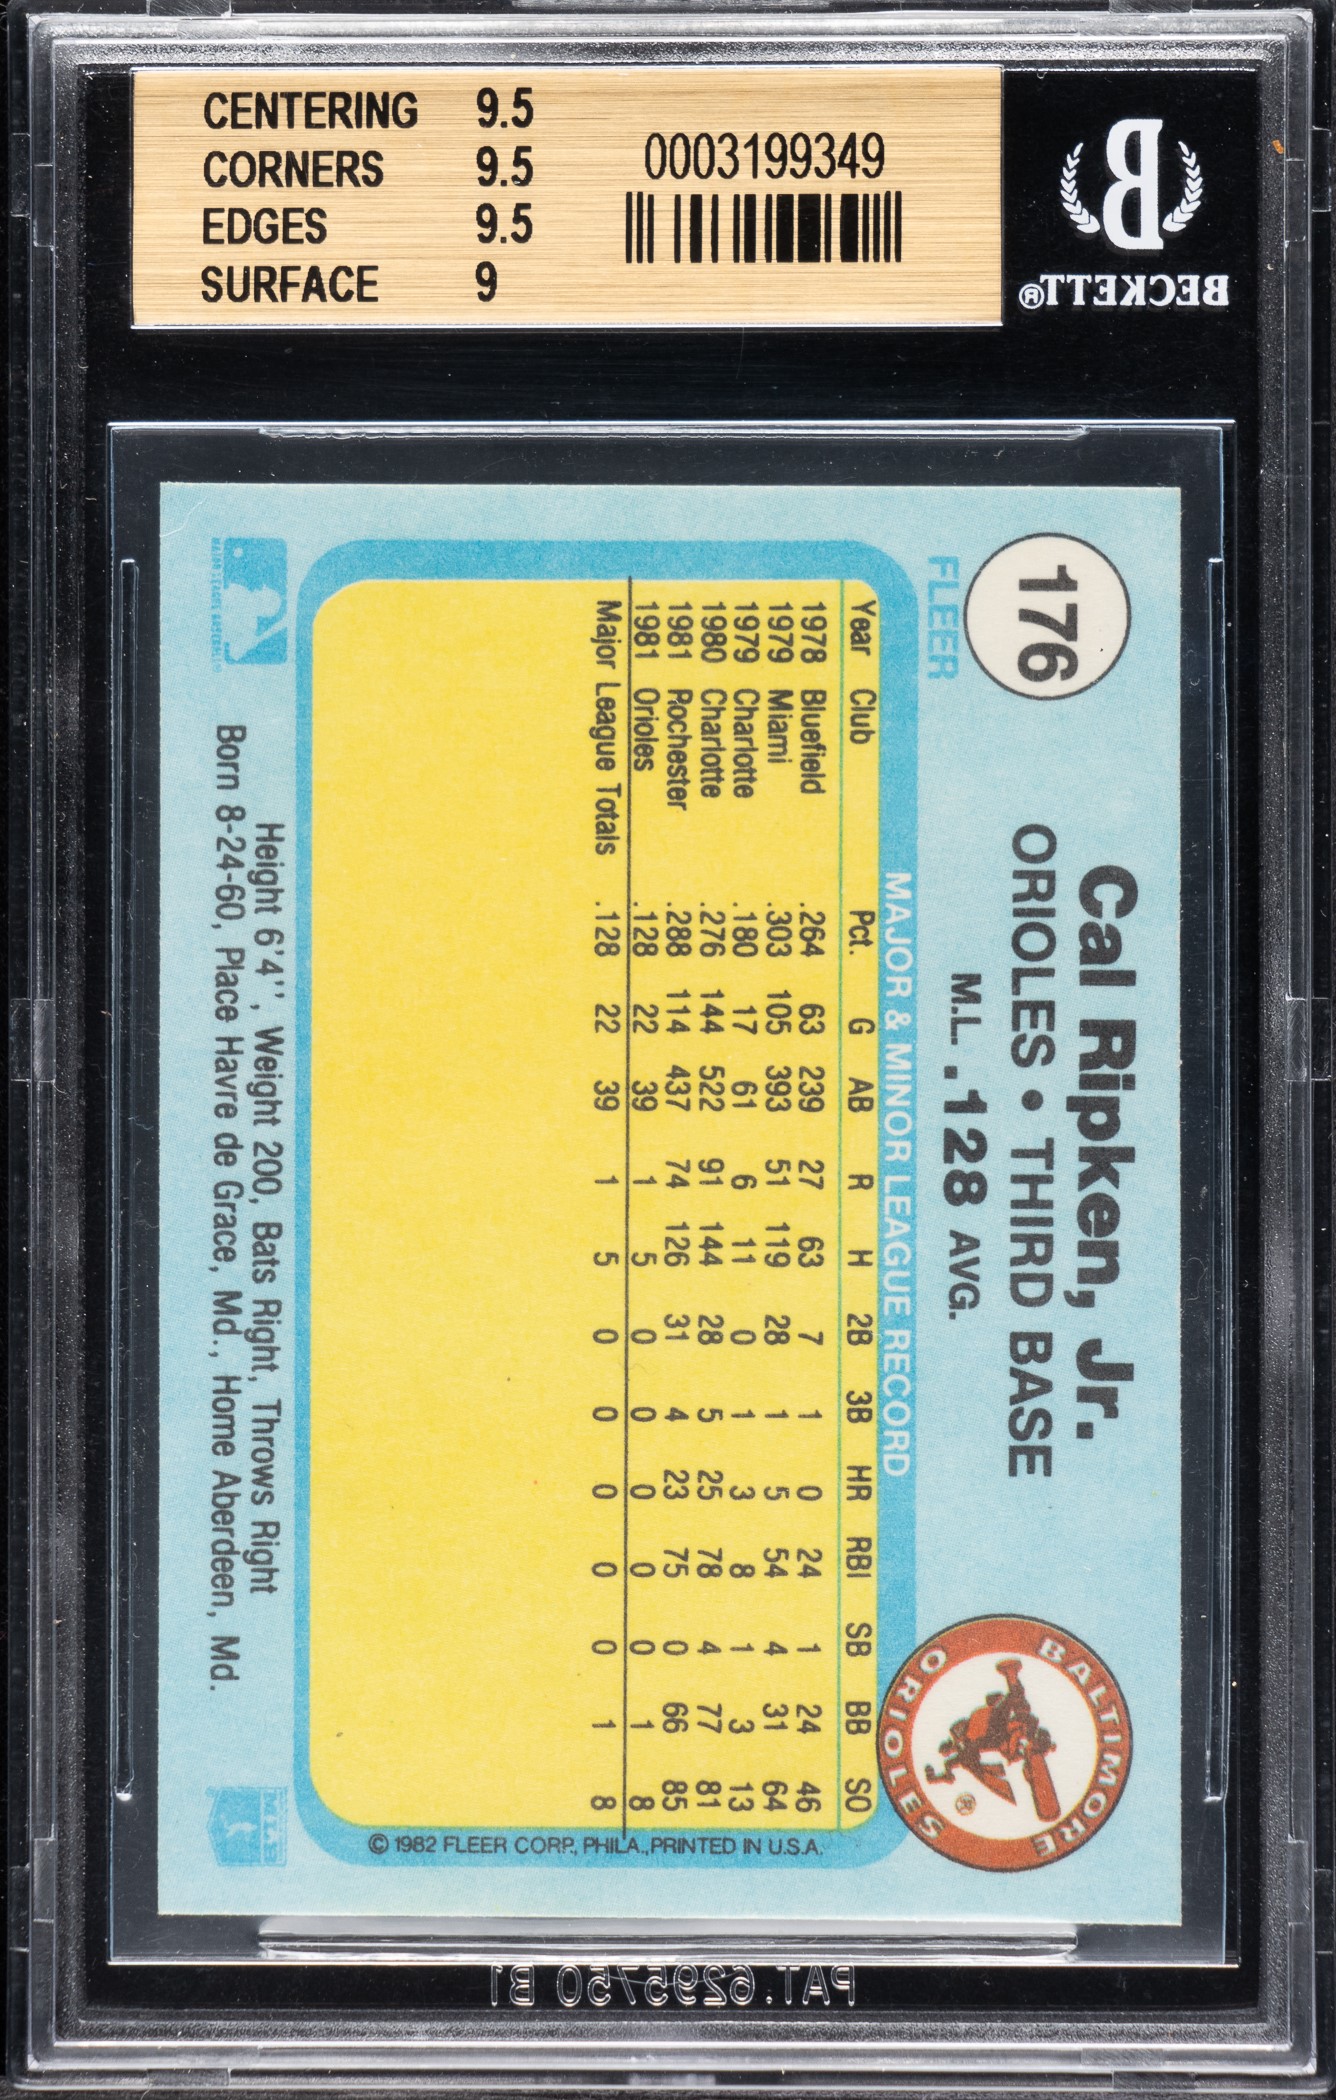 CENTERING 9.5
CORNERS 9.5
EDGES 9.5
SURFACE 9
0003199349
BECKETT®
176
FLEER
Cal Ripken, Jr.
ORIOLES • THIRD BASE
M.L. .128 AVG.
BALTIMORE
ORIOLES
®
MAJOR & MINOR LEAGUE RECORD
Year Club Pct. G AB R H 2B 3B HR RBI SB BB SO
1978 Bluefield .264 63 239 27 63 7 1 0 24 1 24 46
1979 Miami .303 105 393 51 119 28 1 5 54 4 31 64
1979 Charlotte .180 17 61 6 11 0 1 3 8 1 3 13
1980 Charlotte .276 144 522 91 144 28 5 25 78 4 77 81
1981 Rochester .288 114 437 74 126 31 4 23 75 0 66 85
1981 Orioles .128 22 39 1 5 0 0 0 0 0 1 8
Major League Totals .128 22 39 1 5 0 0 0 0 0 1 8
© 1982 FLEER CORP., PHILA., PRINTED IN U.S.A.
Height 6'4'', Weight 200, Bats Right, Throws Right
Born 8-24-60, Place Havre de Grace, Md., Home Aberdeen, Md.
MAJOR LEAGUE BASEBALL
PAT. 6295750 B1